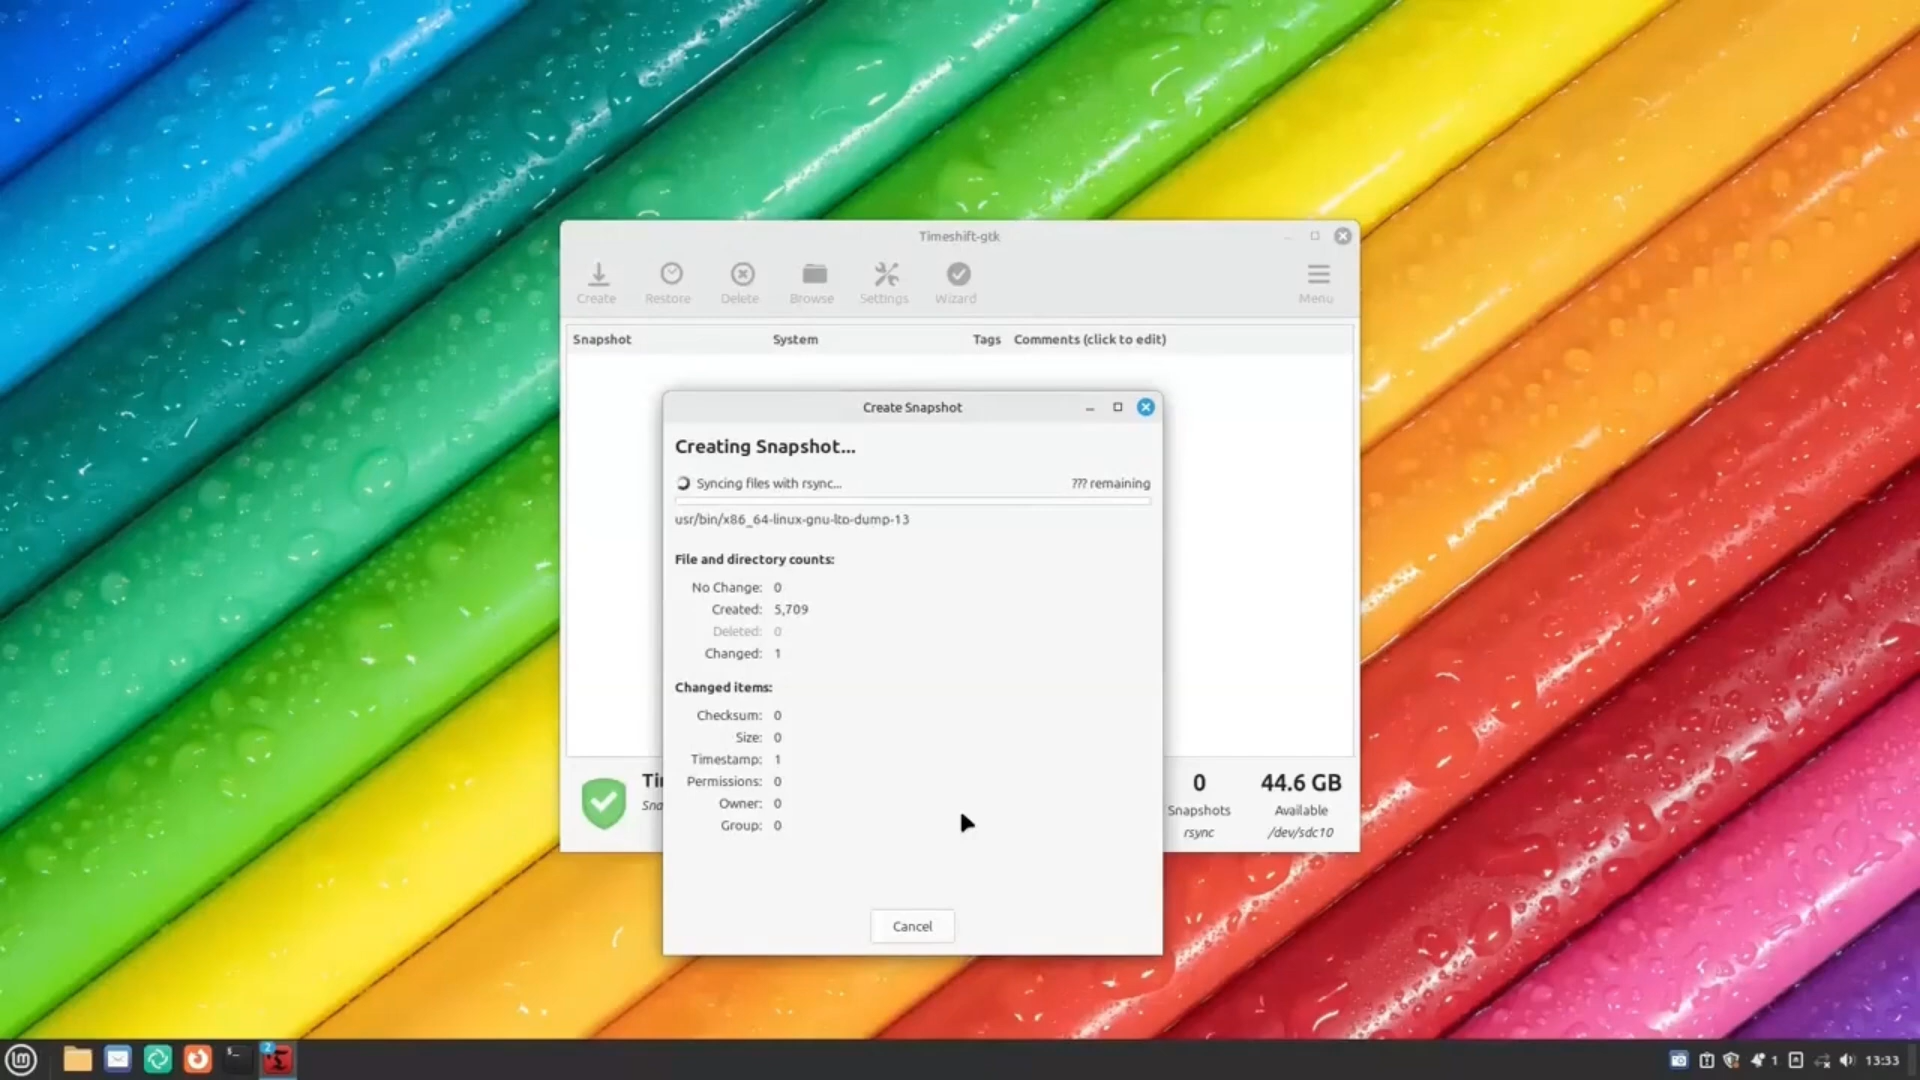 Timeshift-gtk
Create Restore Delete Browse Settings Wizard Menu
Snapshot System Tags Comments (click to edit)
Create Snapshot
Creating Snapshot...
Syncing files with rsync... ??? remaining
usr/bin/x86_64-linux-gnu-lto-dump-13
File and directory counts:
No Change: 0
Created: 5,709
Deleted: 0
Changed: 1
Changed items:
Checksum: 0
Size: 0
Timestamp: 1
Permissions: 0
Owner: 0
Group: 0
Cancel
0 44.6 GB
Snapshots Available
rsync /dev/sdc10
2
1 13:33